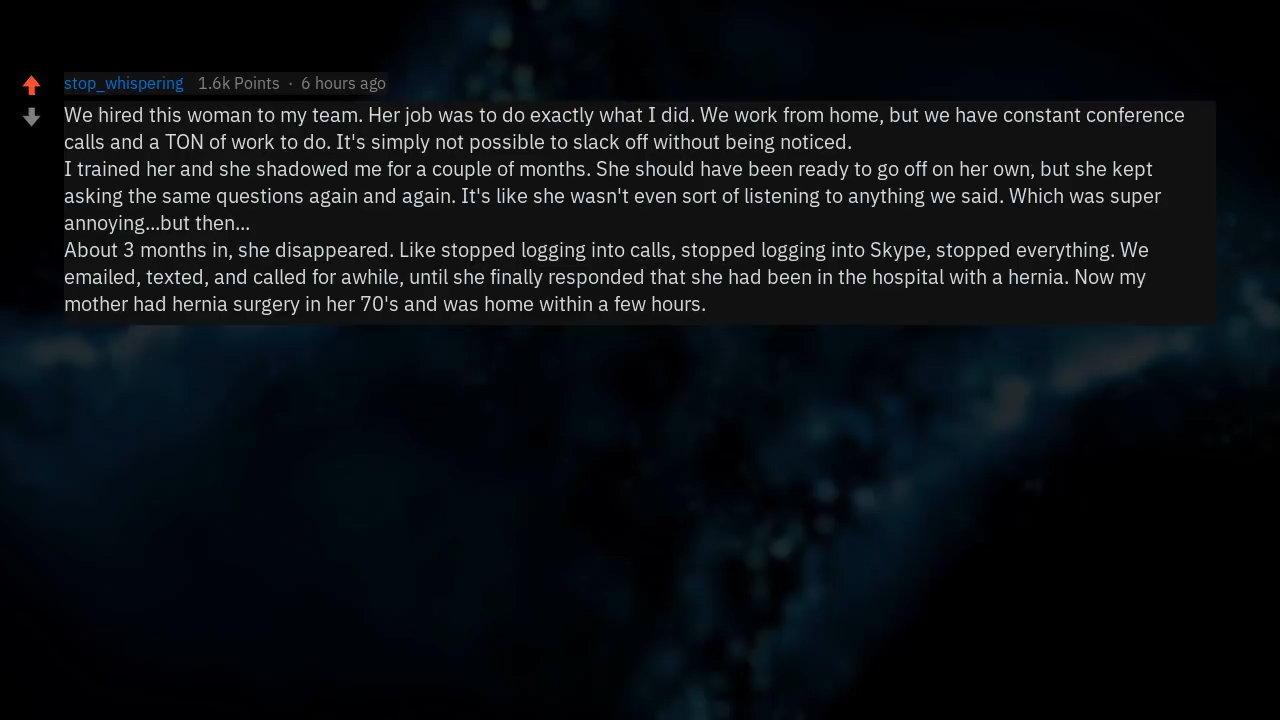 stop_whispering 1.6k Points · 6 hours ago
We hired this woman to my team. Her job was to do exactly what I did. We work from home, but we have constant conference
calls and a TON of work to do. It's simply not possible to slack off without being noticed.
I trained her and she shadowed me for a couple of months. She should have been ready to go off on her own, but she kept
asking the same questions again and again. It's like she wasn't even sort of listening to anything we said. Which was super
annoying...but then...
About 3 months in, she disappeared. Like stopped logging into calls, stopped logging into Skype, stopped everything. We
emailed, texted, and called for awhile, until she finally responded that she had been in the hospital with a hernia. Now my
mother had hernia surgery in her 70's and was home within a few hours.